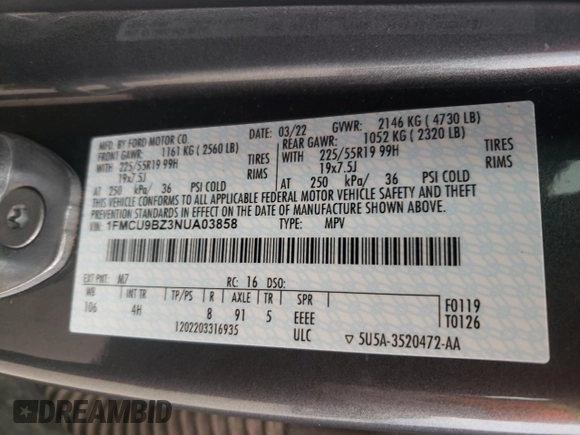 MFD. BY FORD MOTOR CO.
DATE: 03/22 GVWR: 2146 KG ( 4730 LB)
FRONT GAWR: 1161 KG ( 2560 LB) REAR GAWR: 1052 KG ( 2320 LB)
WITH 225/55R19 99H TIRES WITH 225/55R19 99H TIRES
19x7.5J RIMS 19x7.5J RIMS
AT 250 kPa/ 36 PSI COLD AT 250 kPa/ 36 PSI COLD
THIS VEHICLE CONFORMS TO ALL APPLICABLE FEDERAL MOTOR VEHICLE SAFETY AND THEFT
PREVENTION STANDARDS IN EFFECT ON THE DATE OF MANUFACTURE SHOWN ABOVE.
VIN: 1FMCU9BZ3NUA03858 TYPE: MPV
EXT PNT: M7 RC: 16 DSO:
WB INT TR TP/PS R AXLE TR SPR
106 4H 8 91 5 EEEE
F0119
T0126
1202203316935 ULC
▽ 5U5A-3520472-AA
DREAMBID